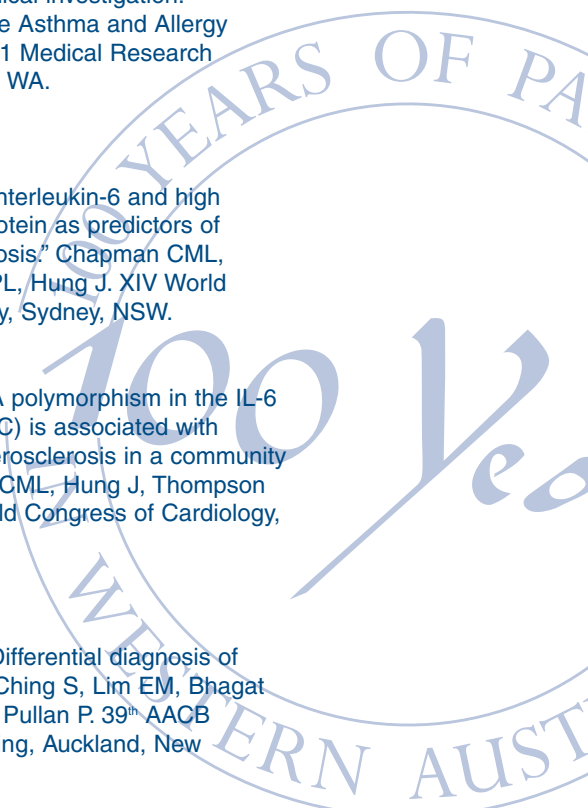 ical investigation.
e Asthma and Allergy
1 Medical Research
WA.
nterleukin-6 and high
otein as predictors of
osis.” Chapman CML,
PL, Hung J. XIV World
y, Sydney, NSW.
A polymorphism in the IL-6
C) is associated with
erosclerosis in a community
CML, Hung J, Thompson
ld Congress of Cardiology,
Differential diagnosis of
Ching S, Lim EM, Bhagat
Pullan P. 39th AACB
ing, Auckland, New
100 YEARS OF PA
100 Yea
IN WESTERN AUST